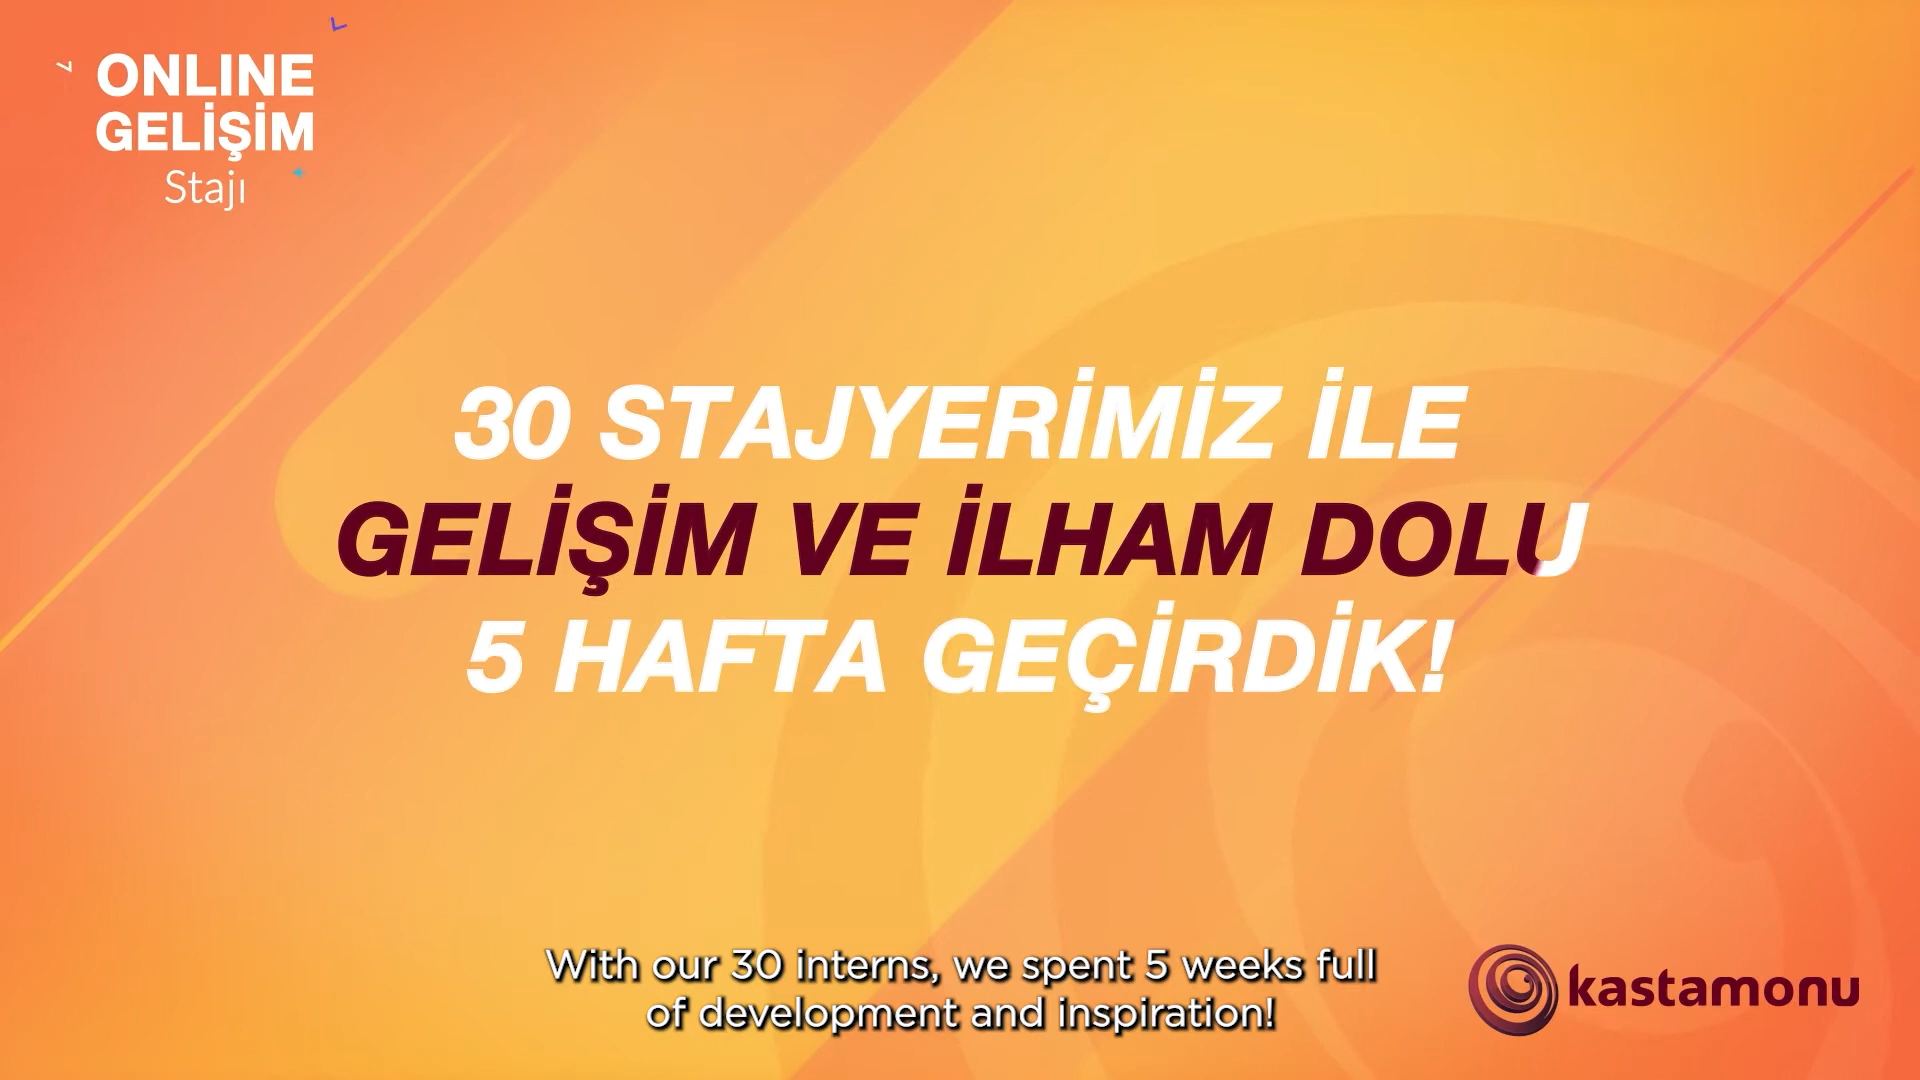 ONLINE
GELİŞİM
Stajı
30 STAJYERİMİZ İLE
GELİŞİM VE İLHAM DOLU
5 HAFTA GEÇİRDİK!
With our 30 interns, we spent 5 weeks full
of development and inspiration!
kastamonu